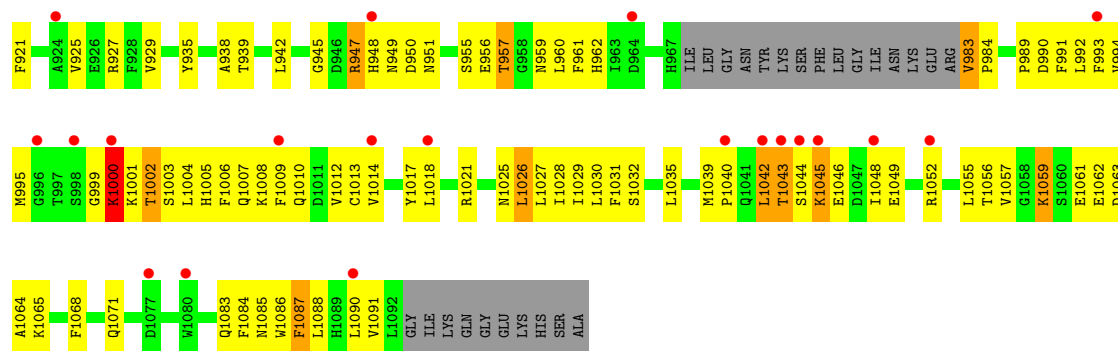 F921 A924 V925 E926 R927 F928 V929 Y935 A938 T939 L942 G945 D946 R947 H948 N949 D950 N951 S955 E956 T957 G958 N959 L960 F961 H962 I963 D964 H967 ILE LEU GLY ASN TYR LYS SER PHE LEU GLY ILE ASN LYS GLU ARG V983 P984 P989 D990 F991 L992 F993 V994
M995 G996 T997 S998 G999 K1000 K1001 T1002 S1003 L1004 H1005 F1006 Q1007 K1008 F1009 Q1010 D1011 V1012 C1013 V1014 Y1017 L1018 R1021 N1025 L1026 L1027 I1028 I1029 L1030 F1031 S1032 L1035 M1039 P1040 Q1041 L1042 T1043 S1044 K1045 E1046 D1047 I1048 E1049 R1052 L1055 T1056 V1057 G1058 K1059 S1060 E1061 E1062 D1063
A1064 K1065 F1068 Q1071 D1077 W1080 Q1083 F1084 N1085 W1086 F1087 L1088 H1089 L1090 V1091 L1092 GLY ILE LYS GLN GLY GLU LYS HIS SER ALA